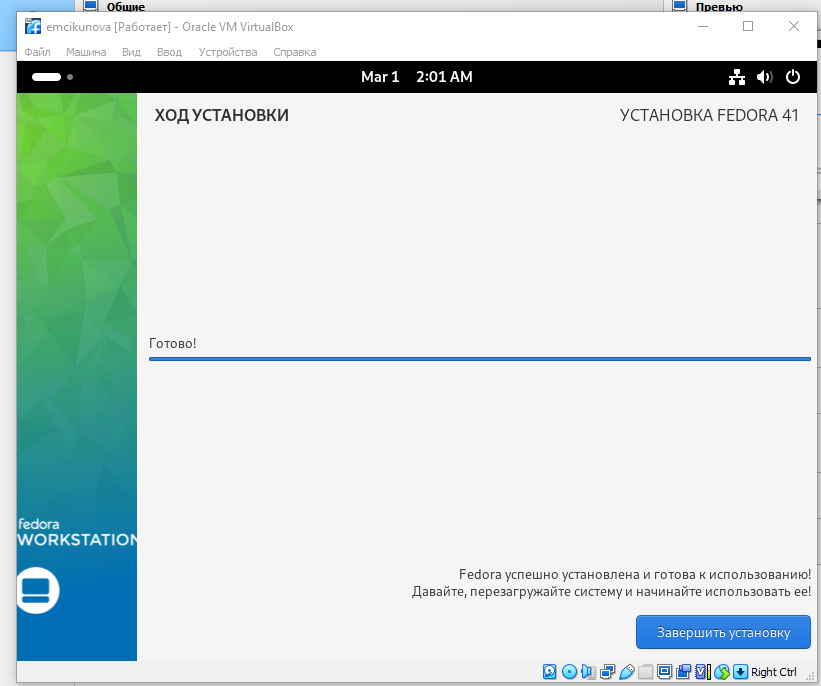 Общие
Превью
emcikunova [Работает] - Oracle VM VirtualBox
Файл Машина Вид Ввод Устройства Справка
Mar 1 2:01 AM
ХОД УСТАНОВКИ
УСТАНОВКА FEDORA 41
Готово!
fedora
WORKSTATION
Fedora успешно установлена и готова к использованию!
Давайте, перезагружайте систему и начинайте использовать ее!
Завершить установку
Right Ctrl